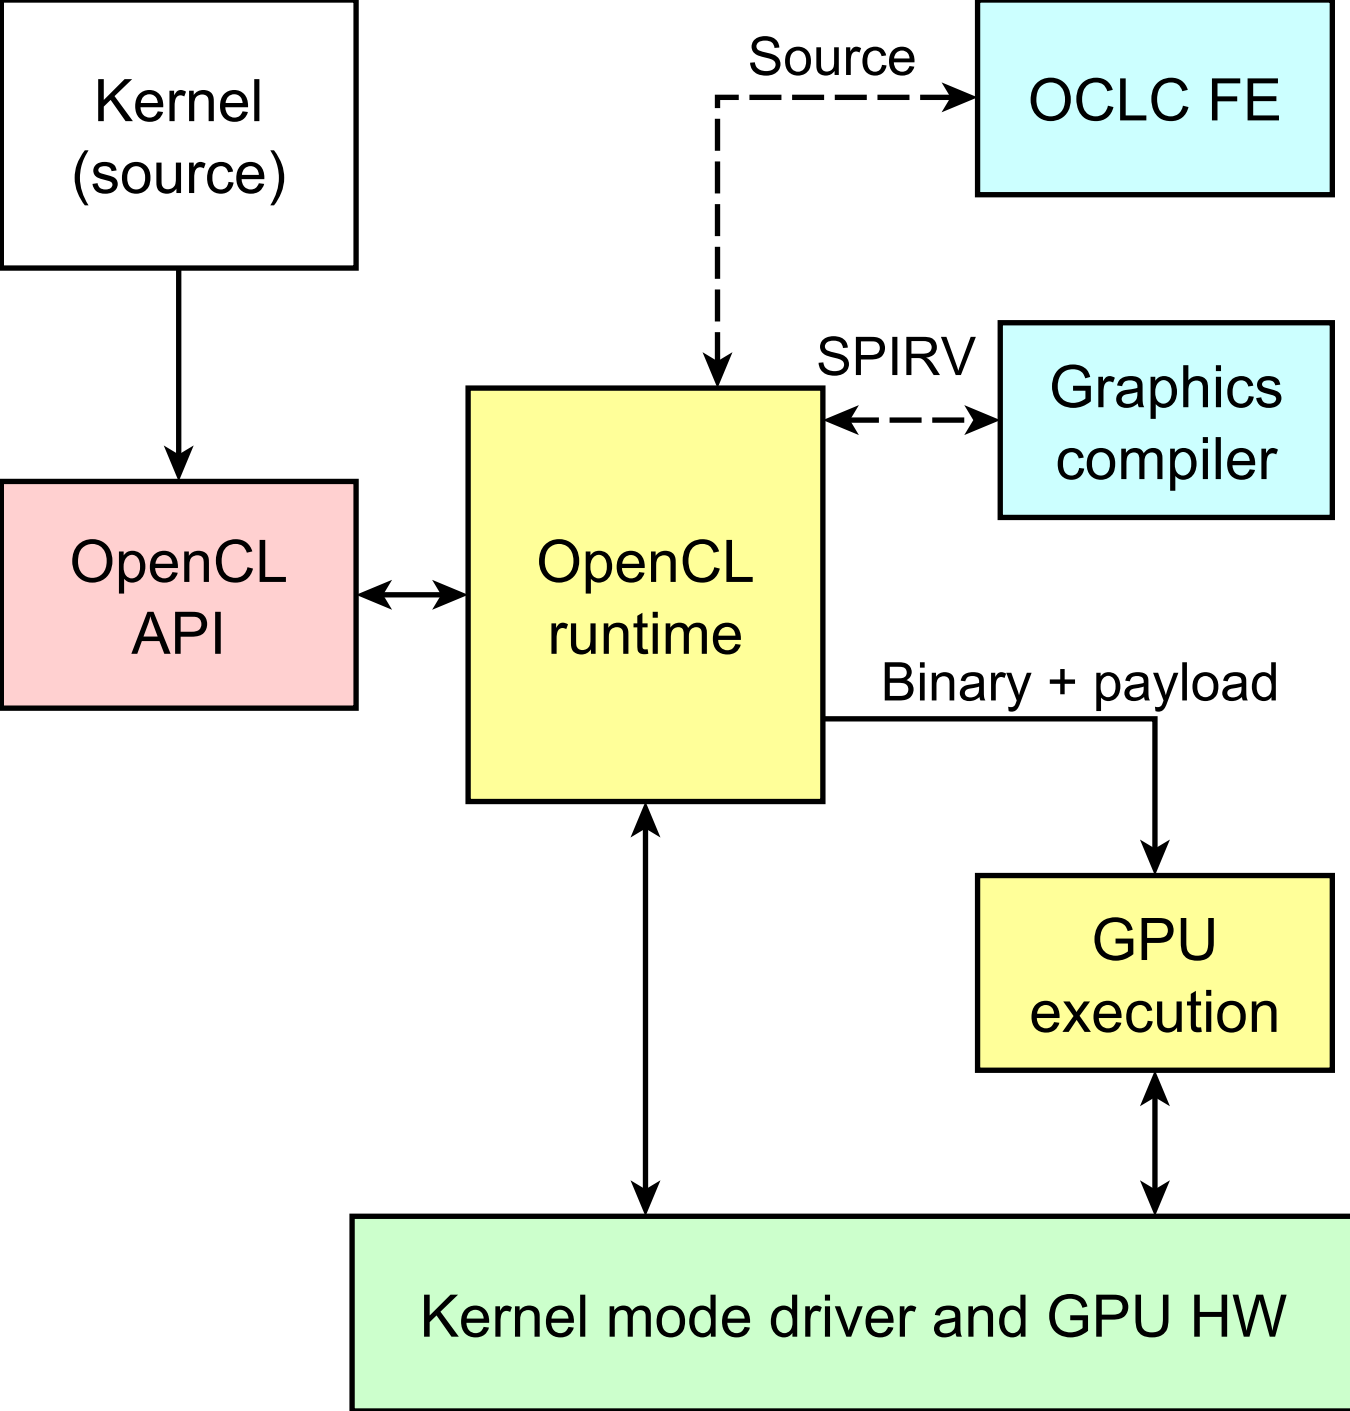 Kernel
(source)
Source
OCLC FE
SPIRV
Graphics
compiler
OpenCL
API
OpenCL
runtime
Binary + payload
GPU
execution
Kernel mode driver and GPU HW